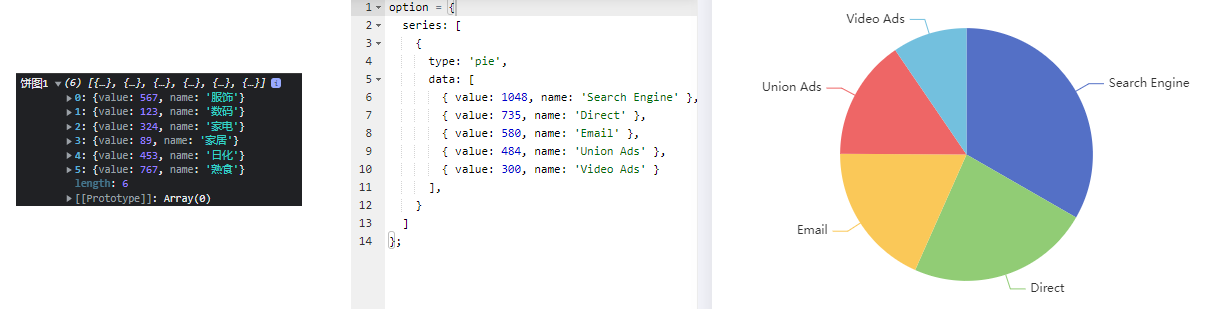 饼图1 ▼(6) [{…}, {…}, {…}, {…}, {…}, {…}] i
▶0: {value: 567, name: '服饰'}
▶1: {value: 123, name: '数码'}
▶2: {value: 324, name: '家电'}
▶3: {value: 89, name: '家居'}
▶4: {value: 453, name: '日化'}
▶5: {value: 767, name: '熟食'}
length: 6
▶[[Prototype]]: Array(0)
1 option = {
2 series: [
3 {
4 type: 'pie',
5 data: [
6 { value: 1048, name: 'Search Engine' },
7 { value: 735, name: 'Direct' },
8 { value: 580, name: 'Email' },
9 { value: 484, name: 'Union Ads' },
10 { value: 300, name: 'Video Ads' }
11 ],
12 }
13 ]
14 };
Video Ads
Search Engine
Union Ads
Email
Direct